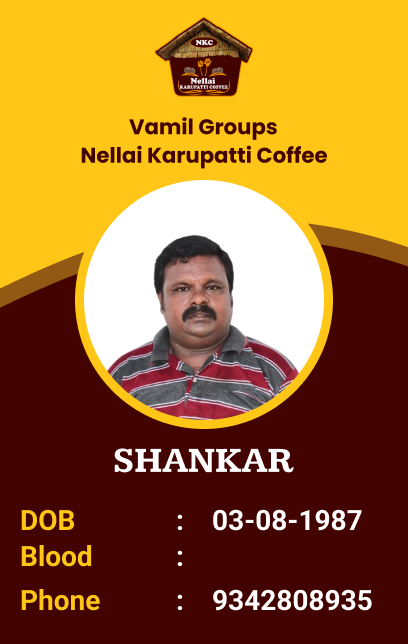 NKC
Nellai
KARUPATTI COFFEE
Vamil Groups
Nellai Karupatti Coffee
SHANKAR
DOB : 03-08-1987
Blood :
Phone : 9342808935